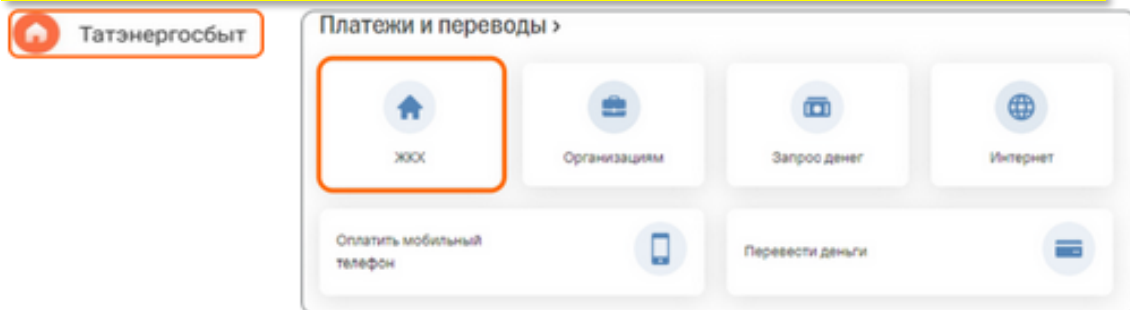 Татэнергосбыт
Платежи и переводы ›
ЖКХ
Организациям
Запрос денег
Интернет
Оплатить мобильный
телефон
Перевести деньги